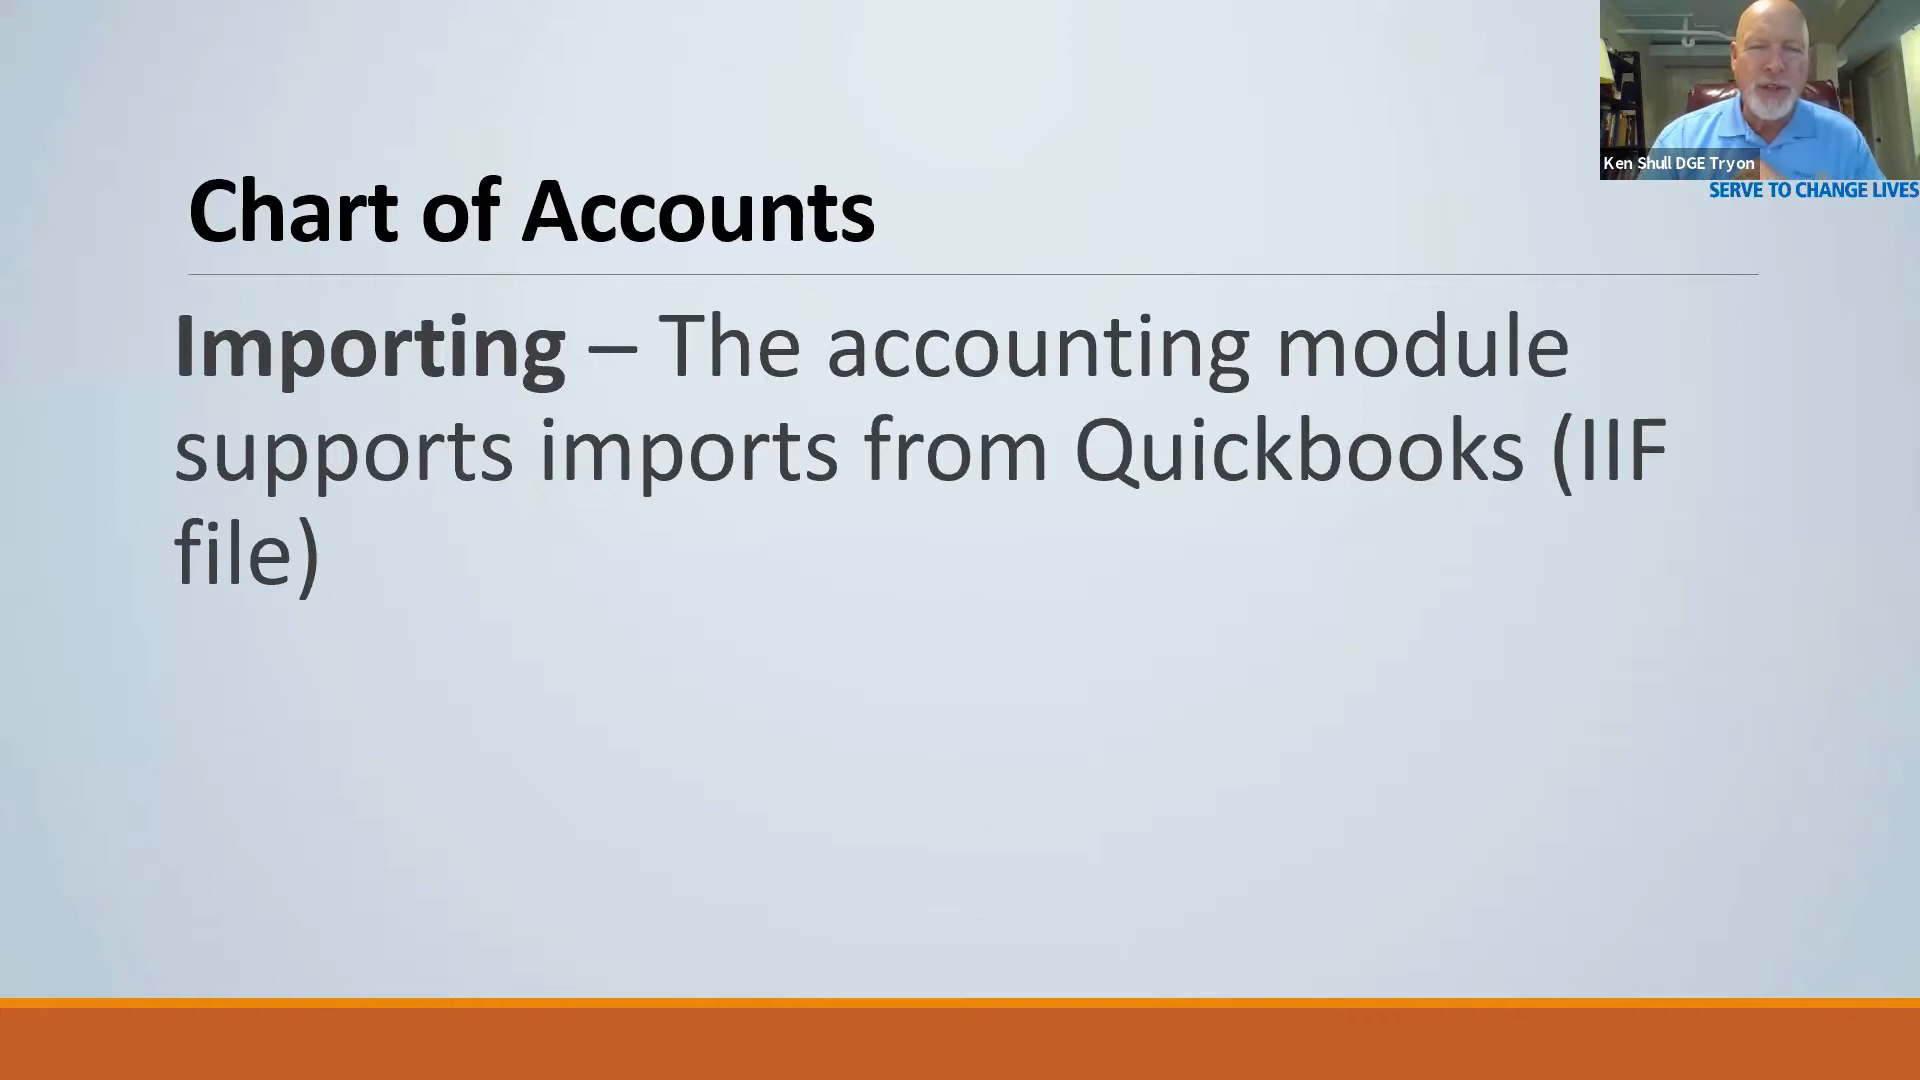 Ken Shull DGE Tryon
SERVE TO CHANGE LIVES
Chart of Accounts
Importing – The accounting module
supports imports from Quickbooks (IIF
file)